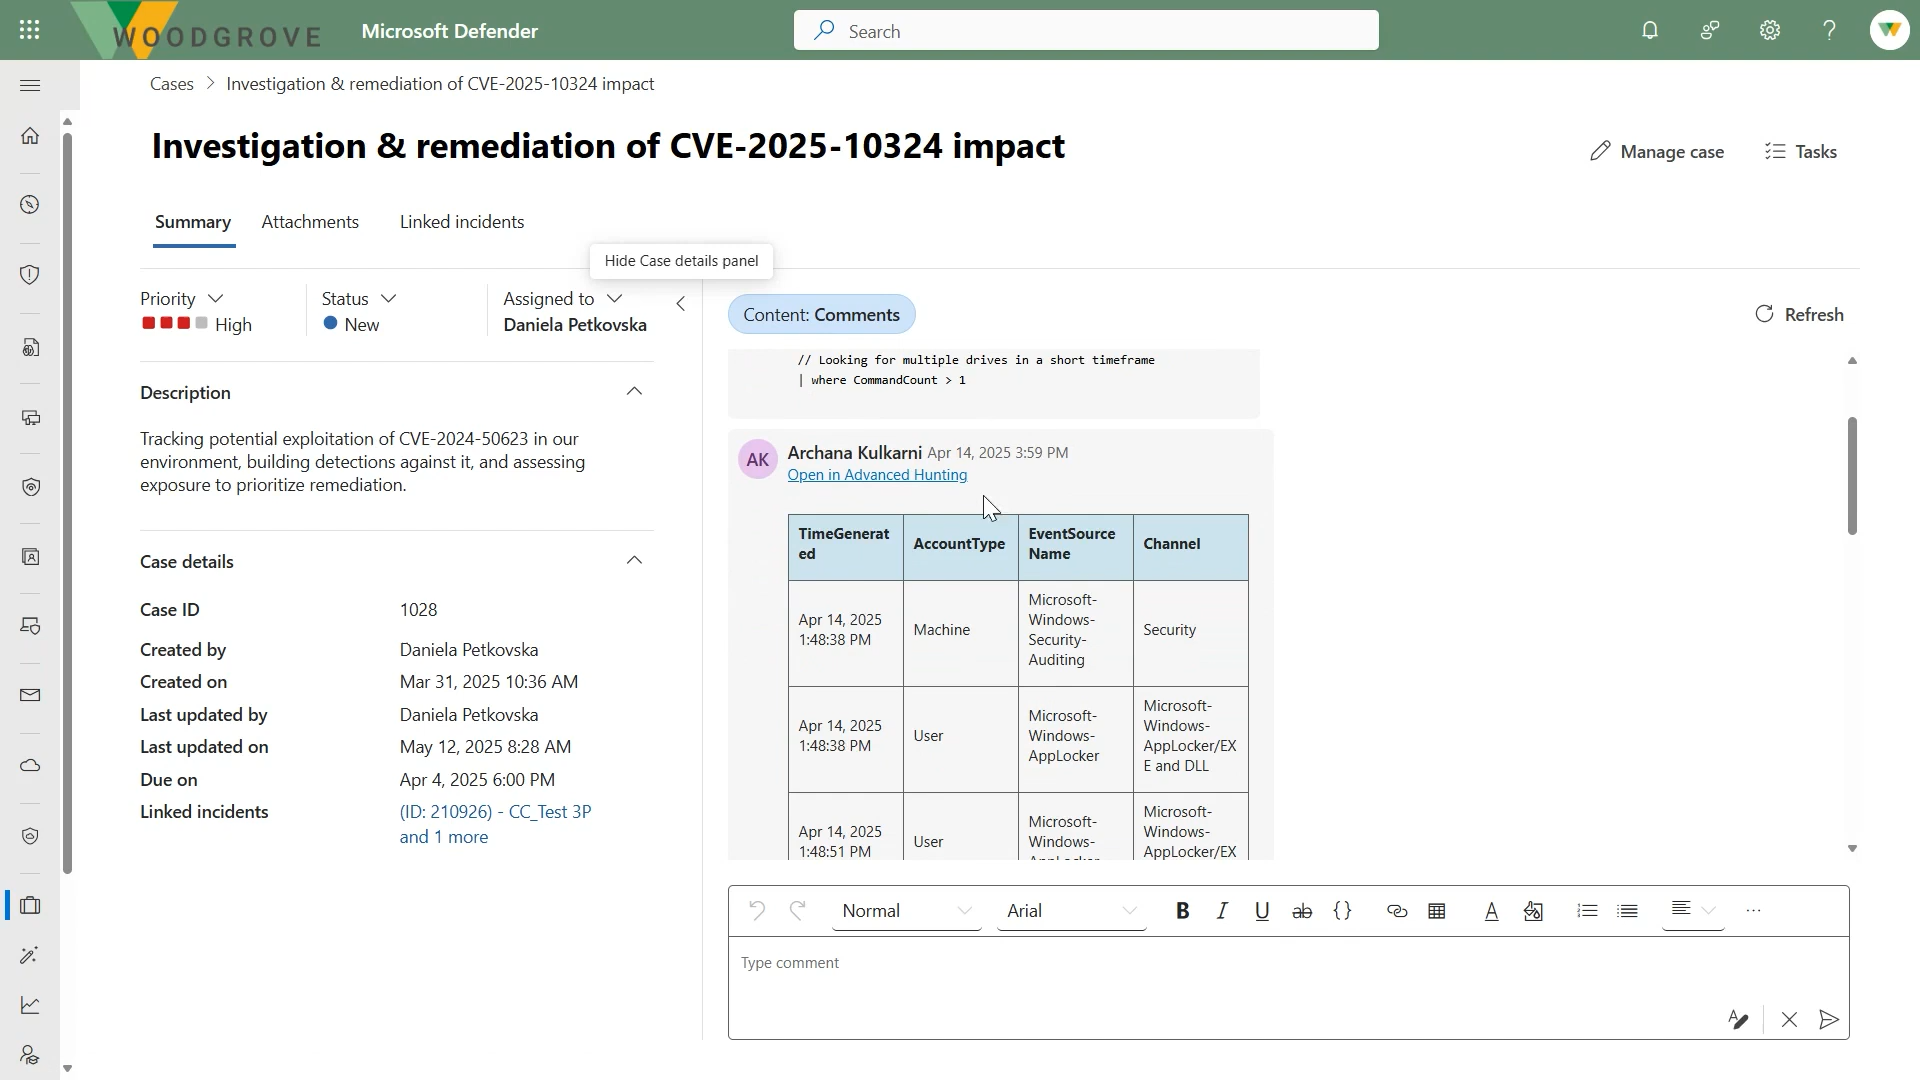 WOODGROVE
Microsoft Defender
Search
Cases > Investigation & remediation of CVE-2025-10324 impact
Investigation & remediation of CVE-2025-10324 impact
Manage case
Tasks
Summary
Attachments
Linked incidents
Hide Case details panel
Priority
High
Status
New
Assigned to
Daniela Petkovska
Description
Tracking potential exploitation of CVE-2024-50623 in our
environment, building detections against it, and assessing
exposure to prioritize remediation.
Case details
Case ID 1028
Created by Daniela Petkovska
Created on Mar 31, 2025 10:36 AM
Last updated by Daniela Petkovska
Last updated on May 12, 2025 8:28 AM
Due on Apr 4, 2025 6:00 PM
Linked incidents (ID: 210926) - CC_Test 3P
and 1 more
Content: Comments
Refresh
// Looking for multiple drives in a short timeframe
| where CommandCount > 1
AK
Archana Kulkarni Apr 14, 2025 3:59 PM
Open in Advanced Hunting
TimeGenerat
ed
AccountType
EventSource
Name
Channel
Apr 14, 2025
1:48:38 PM
Machine
Microsoft-
Windows-
Security-
Auditing
Security
Apr 14, 2025
1:48:38 PM
User
Microsoft-
Windows-
AppLocker
Microsoft-
Windows-
AppLocker/EX
E and DLL
Apr 14, 2025
1:48:51 PM
User
Microsoft-
Windows-
AppLocker
Microsoft-
Windows-
AppLocker/EX
Normal
Arial
B I U ab {} A
Type comment